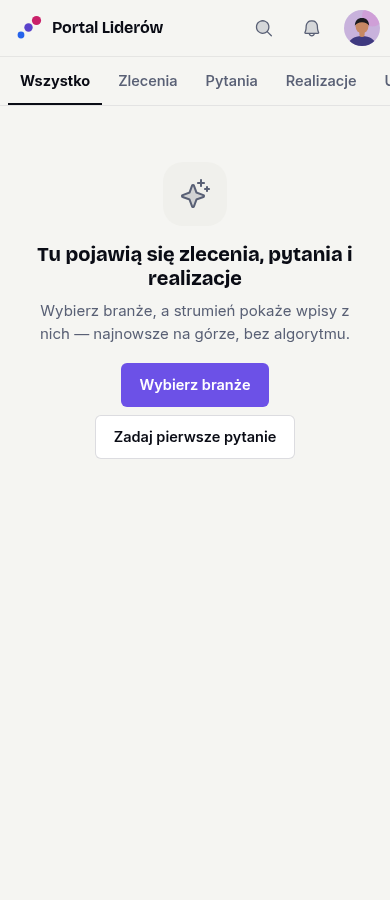 Portal Liderów
Wszystko Zlecenia Pytania Realizacje
Tu pojawią się zlecenia, pytania i
realizacje
Wybierz branże, a strumień pokaże wpisy z
nich — najnowsze na górze, bez algorytmu.
Wybierz branże
Zadaj pierwsze pytanie